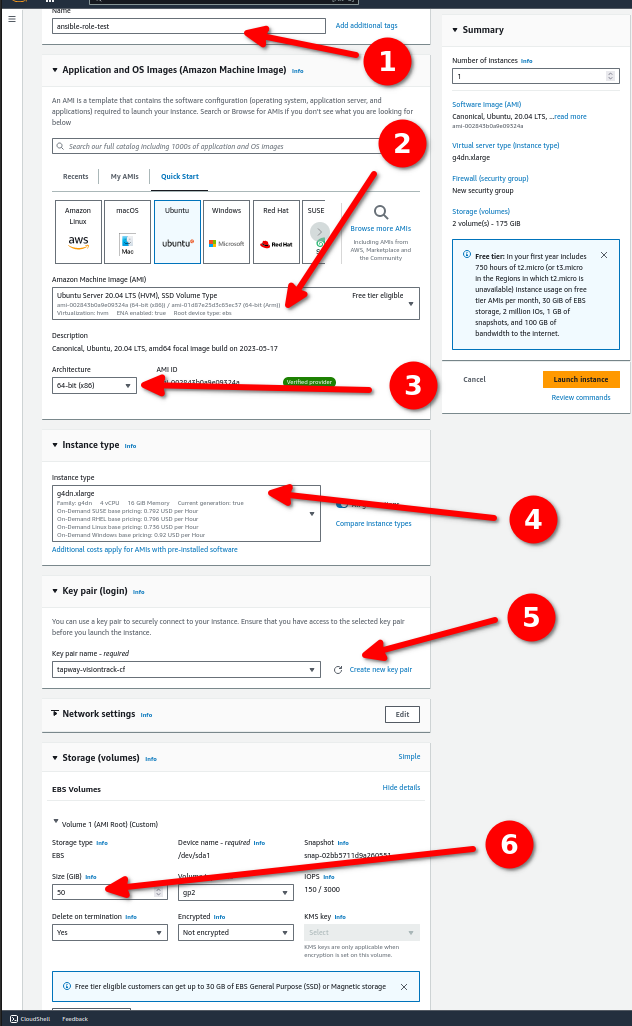 Name
ansible-role-test
Add additional tags
1
Application and OS Images (Amazon Machine Image) Info
An AMI is a template that contains the software configuration (operating system, application server, and
applications) required to launch your instance. Search or Browse for AMIs if you don't see what you are looking for
below
2
Search our full catalog including 1000s of application and OS images
Recents
My AMIs
Quick Start
Amazon
Linux
aws
macOS
Mac
Ubuntu
ubuntu
Windows
Microsoft
Red Hat
Red Hat
SUSE
Browse more AMIs
Including AMIs from
AWS, Marketplace and
the Community
Amazon Machine Image (AMI)
Ubuntu Server 20.04 LTS (HVM), SSD Volume Type
Free tier eligible
ami-002843b0a9e09324a (64-bit (x86)) / ami-01d87e25d3c65ec37 (64-bit (Arm))
Virtualization: hvm ENA enabled: true Root device type: ebs
Description
Canonical, Ubuntu, 20.04 LTS, amd64 focal image build on 2023-05-17
Architecture
AMI ID
64-bit (x86)
002843b0a9e09324a
Verified provider
3
Instance type Info
Instance type
g4dn.xlarge
Family: g4dn 4 vCPU 16 GiB Memory Current generation: true
On-Demand SUSE base pricing: 0.792 USD per Hour
On-Demand RHEL base pricing: 0.796 USD per Hour
On-Demand Linux base pricing: 0.736 USD per Hour
On-Demand Windows base pricing: 0.92 USD per Hour
Compare instance types
4
Additional costs apply for AMIs with pre-installed software
Key pair (login) Info
You can use a key pair to securely connect to your instance. Ensure that you have access to the selected key pair
before you launch the instance.
5
Key pair name - required
tapway-visiontrack-cf
Create new key pair
Network settings Info
Edit
Storage (volumes) Info
Simple
EBS Volumes
Hide details
Volume 1 (AMI Root) (Custom)
Storage type Info
Device name - required Info
Snapshot Info
EBS
/dev/sda1
snap-02bb5711d9a260551
6
Size (GiB) Info
IOPS Info
50
gp2
150 / 3000
Delete on termination Info
Encrypted Info
KMS key Info
Yes
Not encrypted
Select
KMS keys are only applicable when
encryption is set on this volume.
Free tier eligible customers can get up to 30 GB of EBS General Purpose (SSD) or Magnetic storage
Summary
Number of instances Info
1
Software Image (AMI)
Canonical, Ubuntu, 20.04 LTS, ...read more
ami-002843b0a9e09324a
Virtual server type (instance type)
g4dn.xlarge
Firewall (security group)
New security group
Storage (volumes)
2 volume(s) - 175 GiB
Free tier: In your first year includes
750 hours of t2.micro (or t3.micro
in the Regions in which t2.micro is
unavailable) instance usage on free
tier AMIs per month, 30 GiB of EBS
storage, 2 million IOs, 1 GB of
snapshots, and 100 GB of
bandwidth to the internet.
Cancel
Launch instance
Review commands
CloudShell
Feedback